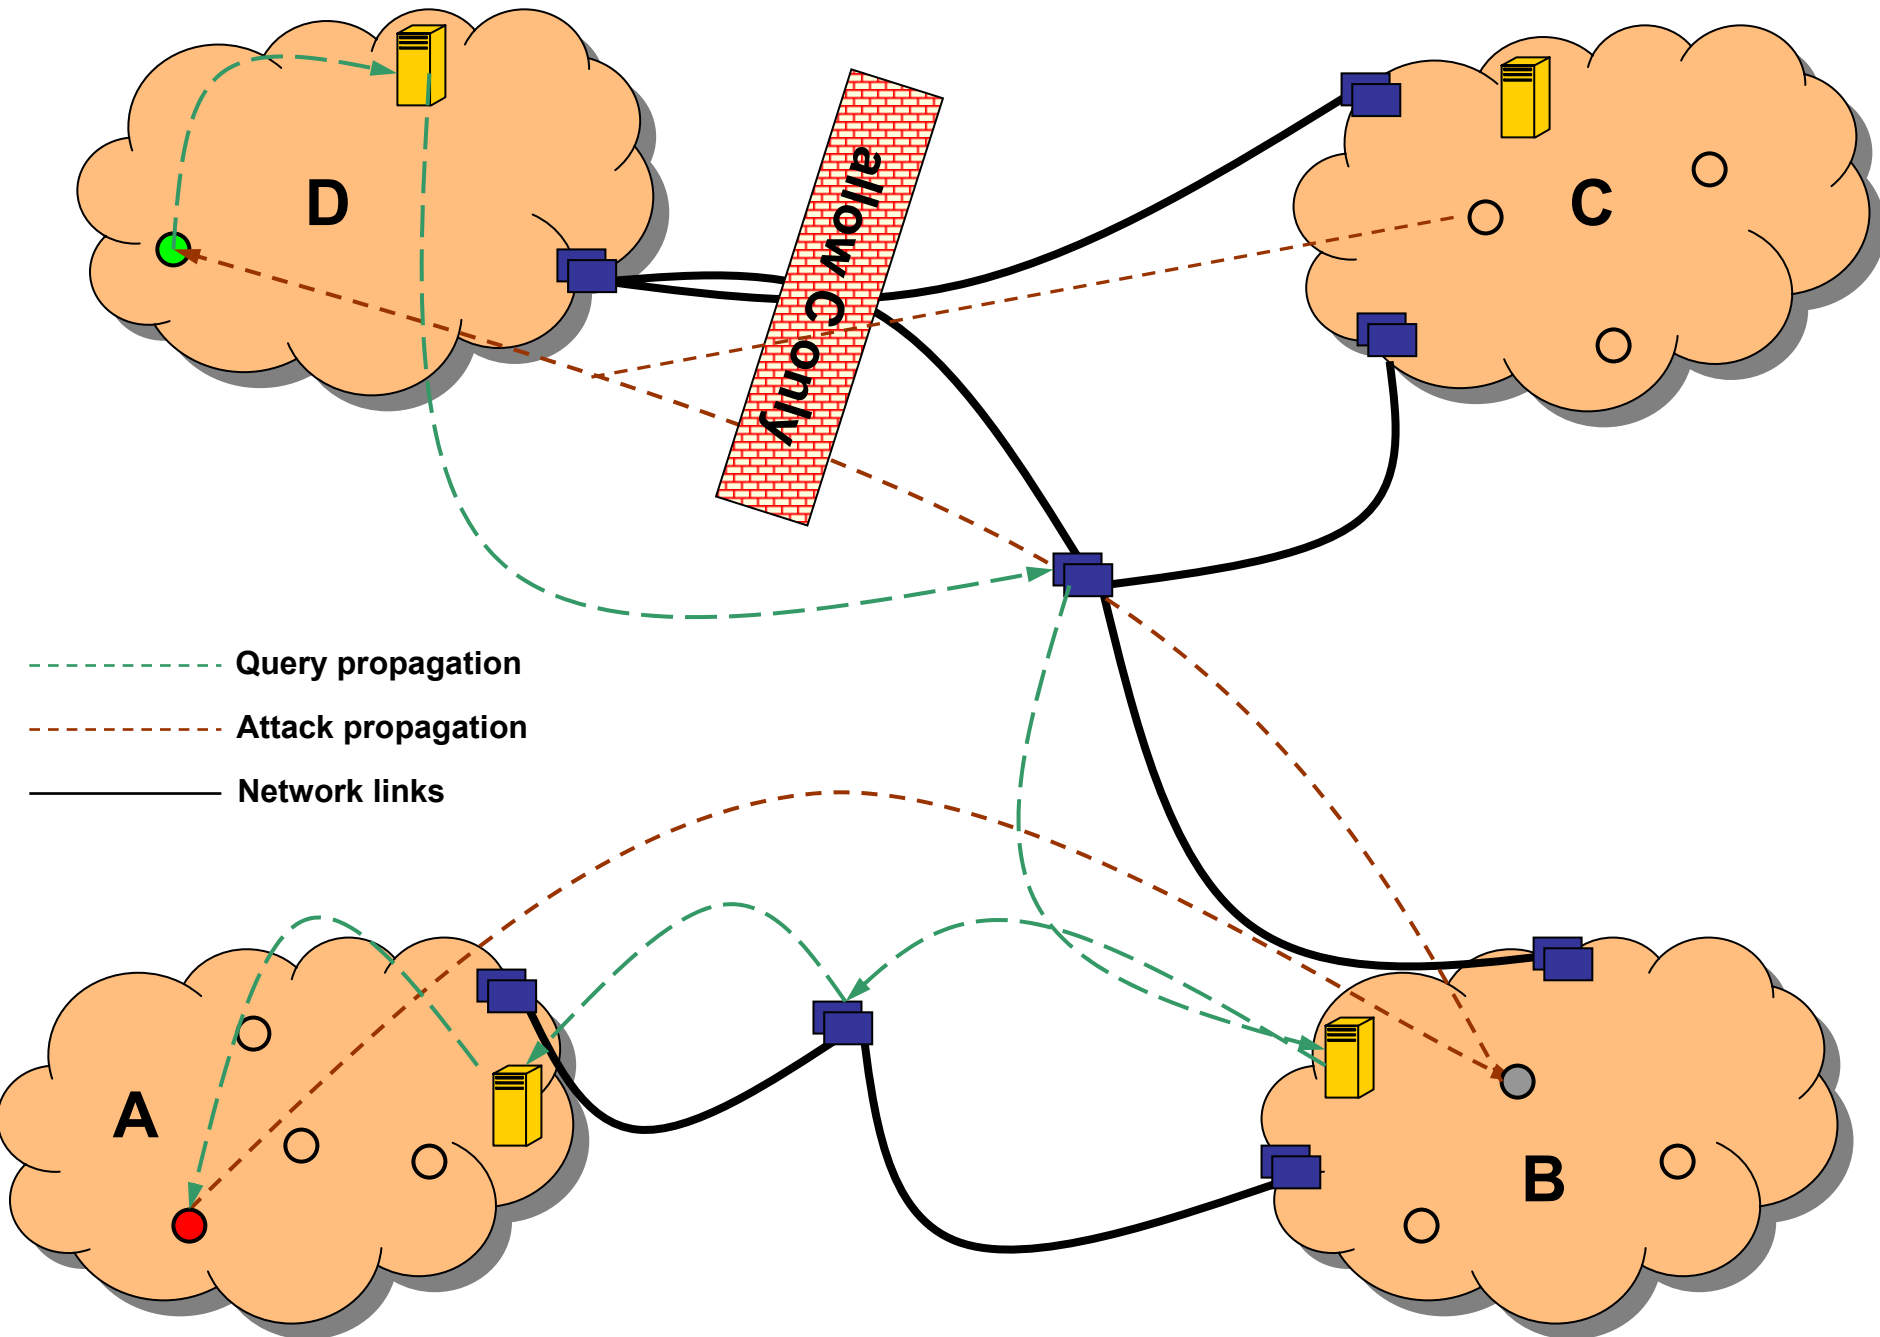 D
C
allow C only
Query propagation
Attack propagation
Network links
A
B